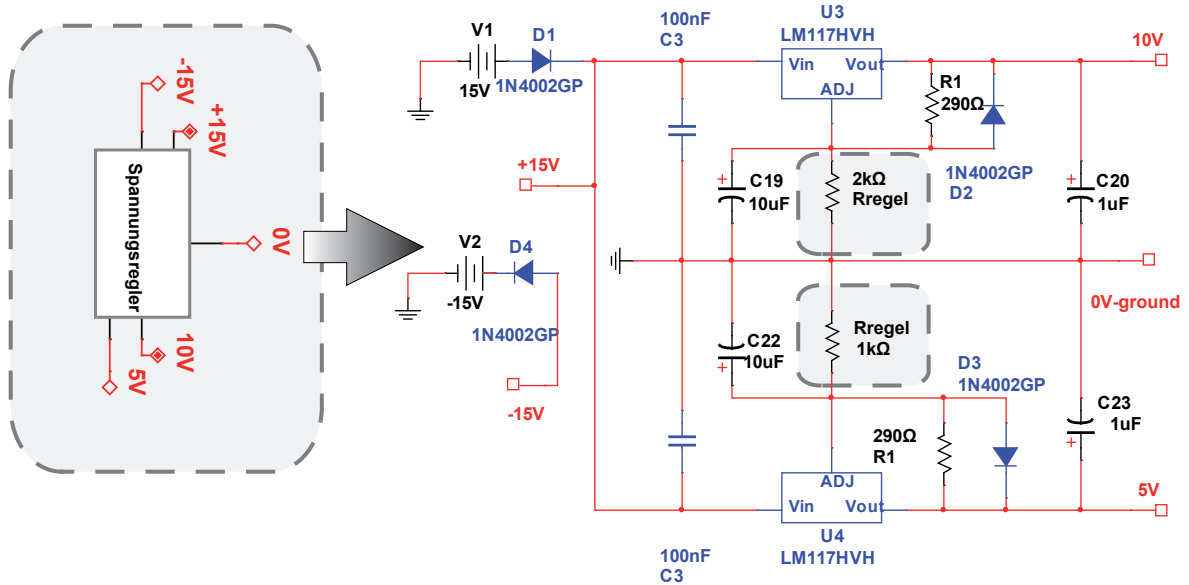 -15V
+15V
Spannungsregler
0V
10V
5V
V1
15V
D1
1N4002GP
+15V
V2
-15V
D4
1N4002GP
-15V
100nF
C3
U3
LM117HVH
Vin
Vout
ADJ
R1
290Ω
10V
C19
10uF
2kΩ
Rregel
1N4002GP
D2
C20
1uF
0V-ground
C22
10uF
Rregel
1kΩ
D3
1N4002GP
C23
1uF
290Ω
R1
ADJ
Vin
Vout
5V
U4
LM117HVH
100nF
C3